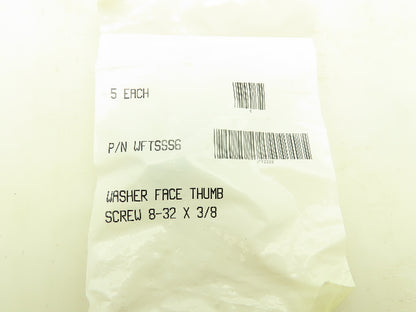 5 EACH
P/N WFTSSS6
WASHER FACE THUMB
SCREW 8-32 X 3/8